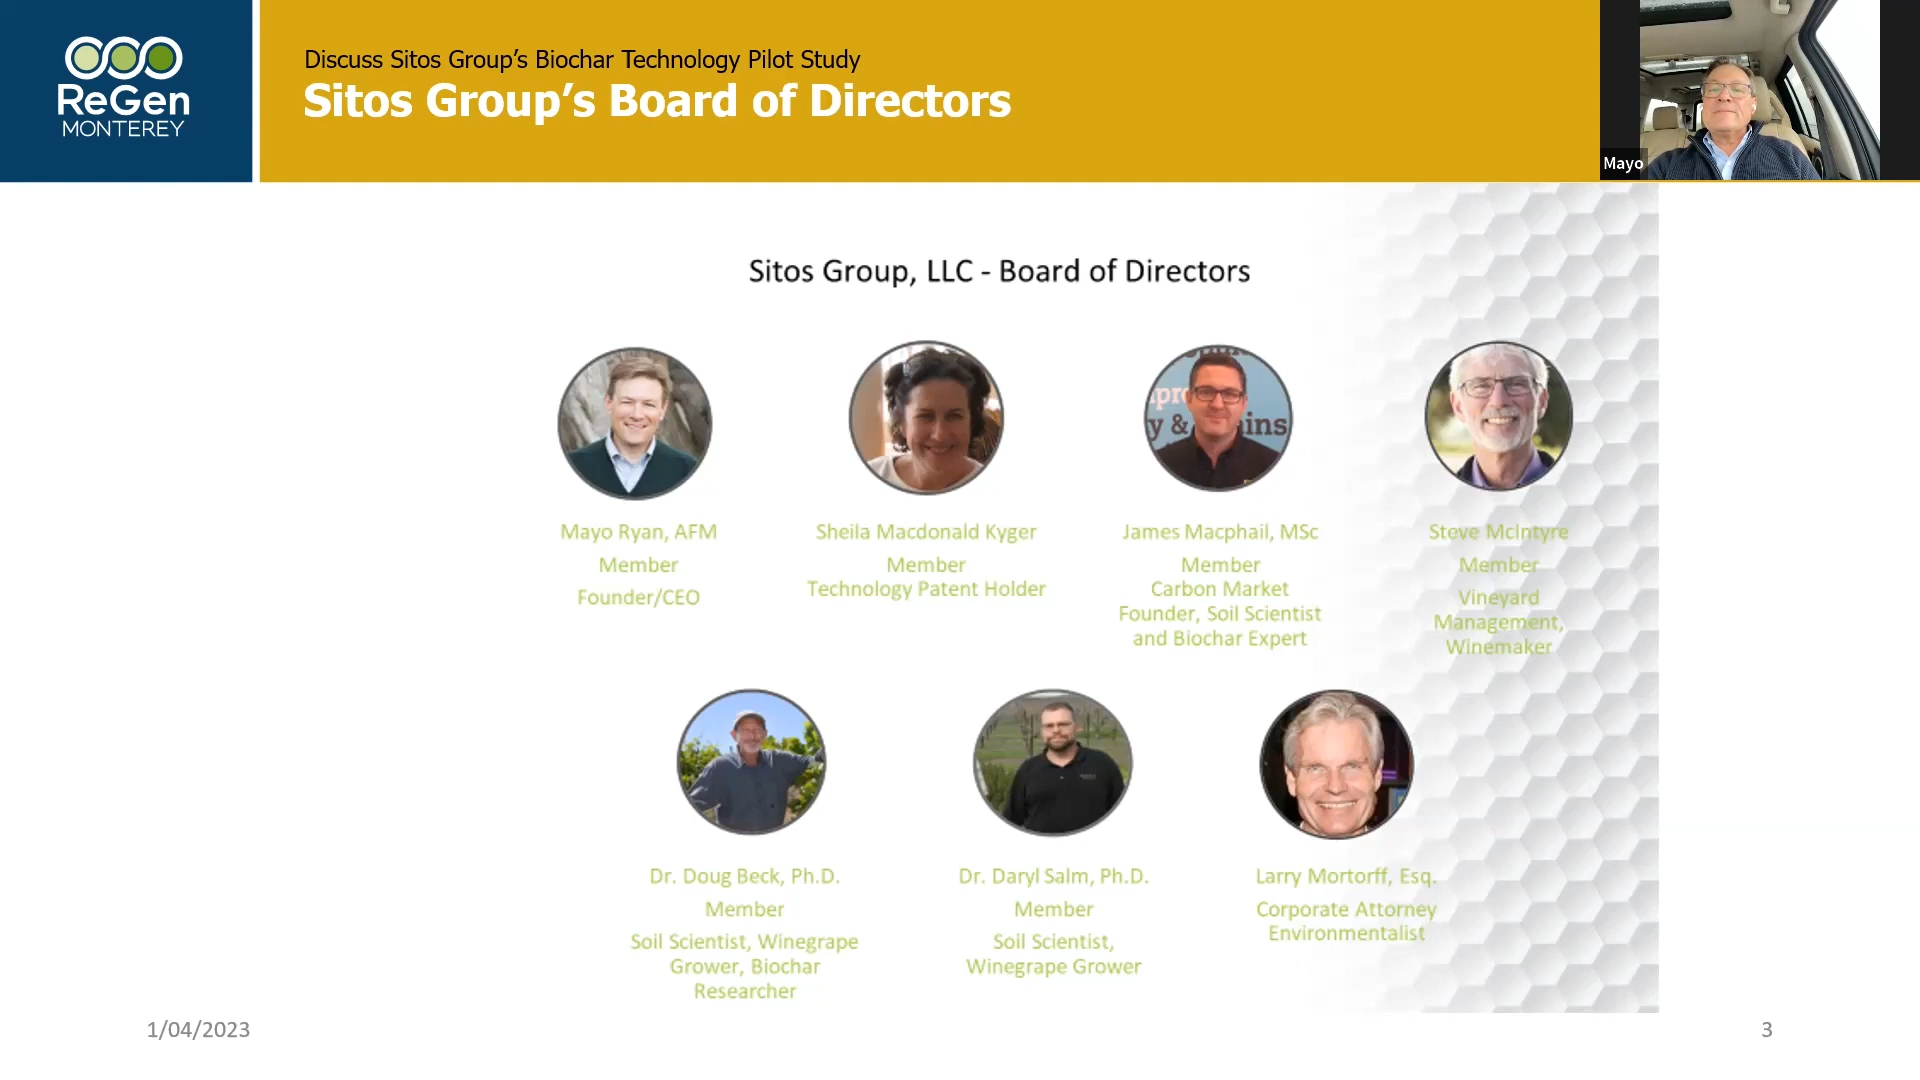 ReGen
MONTEREY
Discuss Sitos Group's Biochar Technology Pilot Study
Sitos Group's Board of Directors
Mayo
Sitos Group, LLC - Board of Directors
y &
ins
Mayo Ryan, AFM
Member
Founder/CEO
Sheila Macdonald Kyger
Member
Technology Patent Holder
James Macphail, MSc
Member
Carbon Market
Founder, Soil Scientist
and Biochar Expert
Steve McIntyre
Member
Vineyard
Management,
Winemaker
Dr. Doug Beck, Ph.D.
Member
Soil Scientist, Winegrape
Grower, Biochar
Researcher
Dr. Daryl Salm, Ph.D.
Member
Soil Scientist,
Winegrape Grower
Larry Mortorff, Esq.
Corporate Attorney
Environmentalist
1/04/2023
3